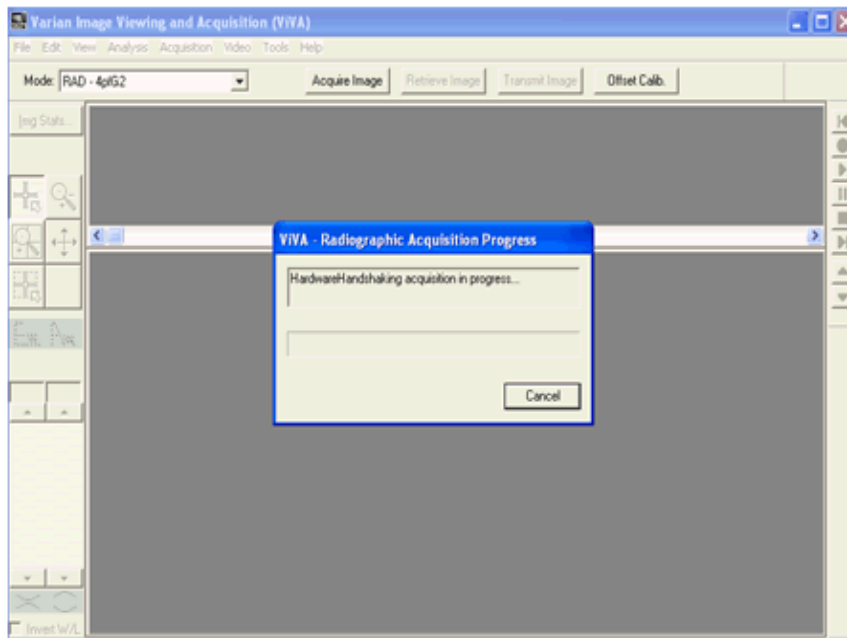 Varian Image Viewing and Acquisition (ViVA)
File Edit View Analysis Acquisition Video Tools Help
Mode: RAD - 4pIG2 Acquire Image Retrieve Image Transmit Image Offset Calib.
Img Stats...
ViVA - Radiographic Acquisition Progress
HardwareHandshaking acquisition in progress...
Cancel
Invert W/L